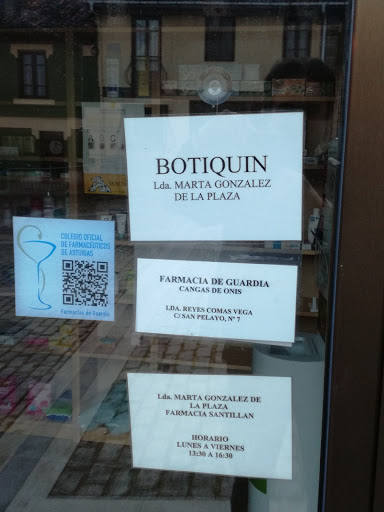 BOTIQUIN
Lda. MARTA GONZALEZ
DE LA PLAZA
COLEGIO OFICIAL
DE FARMACÉUTICOS
DE ASTURIAS
Farmacias de Guardia
FARMACIA DE GUARDIA
CANGAS DE ONIS
LDA. REYES COMAS VEGA
C/ SAN PELAYO, Nº 7
Lda. MARTA GONZALEZ DE
LA PLAZA
FARMACIA SANTILLAN
HORARIO
LUNES A VIERNES
13:30 A 16:30